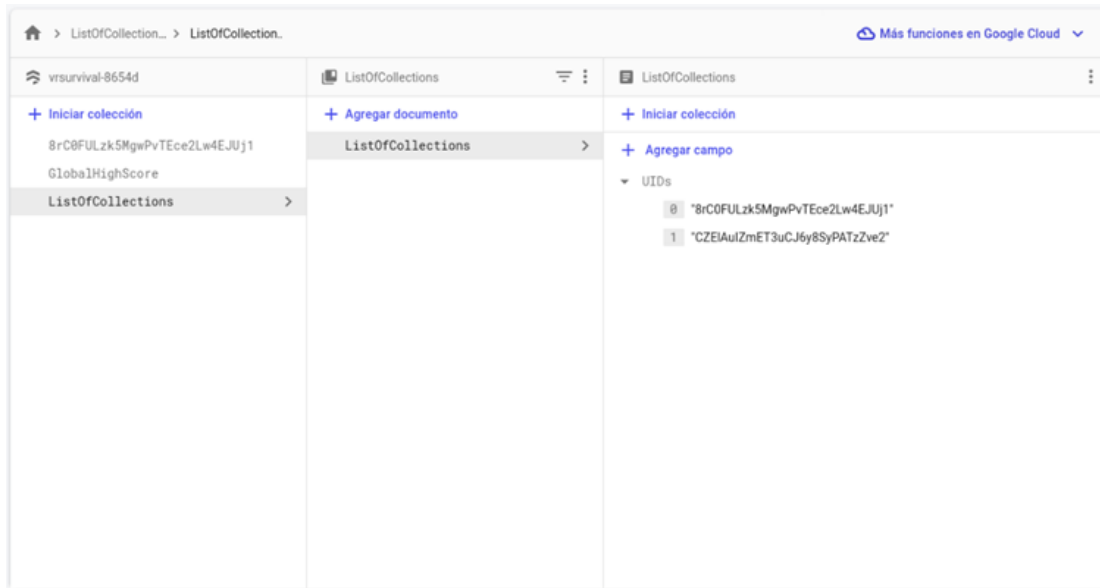 ListOfCollection... > ListOfCollection..
Más funciones en Google Cloud
vrsurvival-8654d
ListOfCollections
ListOfCollections
+ Iniciar colección
+ Agregar documento
+ Iniciar colección
8rC0FULzk5MgwPvTEce2Lw4EJUj1
GlobalHighScore
ListOfCollections
ListOfCollections
+ Agregar campo
UIDs
0 "8rC0FULzk5MgwPvTEce2Lw4EJUj1"
1 "CZElAulZmET3uCJ6y8SyPATzZve2"